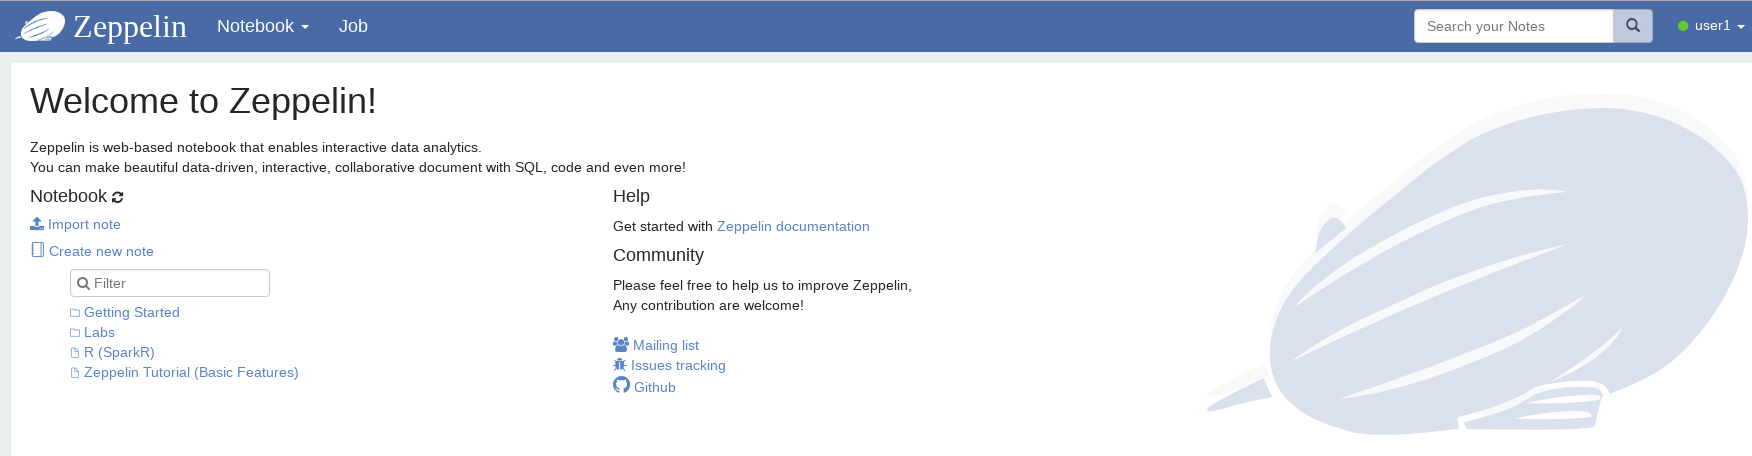 Zeppelin Notebook Job Search your Notes user1
Welcome to Zeppelin!
Zeppelin is web-based notebook that enables interactive data analytics.
You can make beautiful data-driven, interactive, collaborative document with SQL, code and even more!
Notebook
Import note
Create new note
Filter
Getting Started
Labs
R (SparkR)
Zeppelin Tutorial (Basic Features)
Help
Get started with Zeppelin documentation
Community
Please feel free to help us to improve Zeppelin,
Any contribution are welcome!
Mailing list
Issues tracking
Github